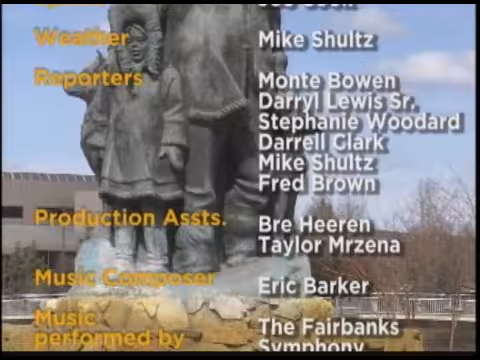 Weather Mike Shultz
Reporters Monte Bowen
Darryl Lewis Sr.
Stephanie Woodard
Darrell Clark
Mike Shultz
Fred Brown
Production Assts. Bre Heeren
Taylor Mrzena
Music Composer Eric Barker
Music The Fairbanks
performed by Symphony